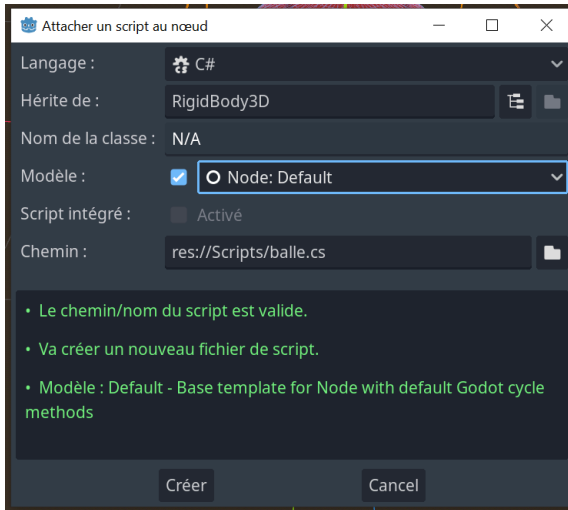 Attacher un script au nœud
Langage :
C#
Hérite de :
RigidBody3D
Nom de la classe :
N/A
Modèle :
Node: Default
Script intégré :
Activé
Chemin :
res://Scripts/balle.cs
• Le chemin/nom du script est valide.
• Va créer un nouveau fichier de script.
• Modèle : Default - Base template for Node with default Godot cycle
methods
Créer
Cancel